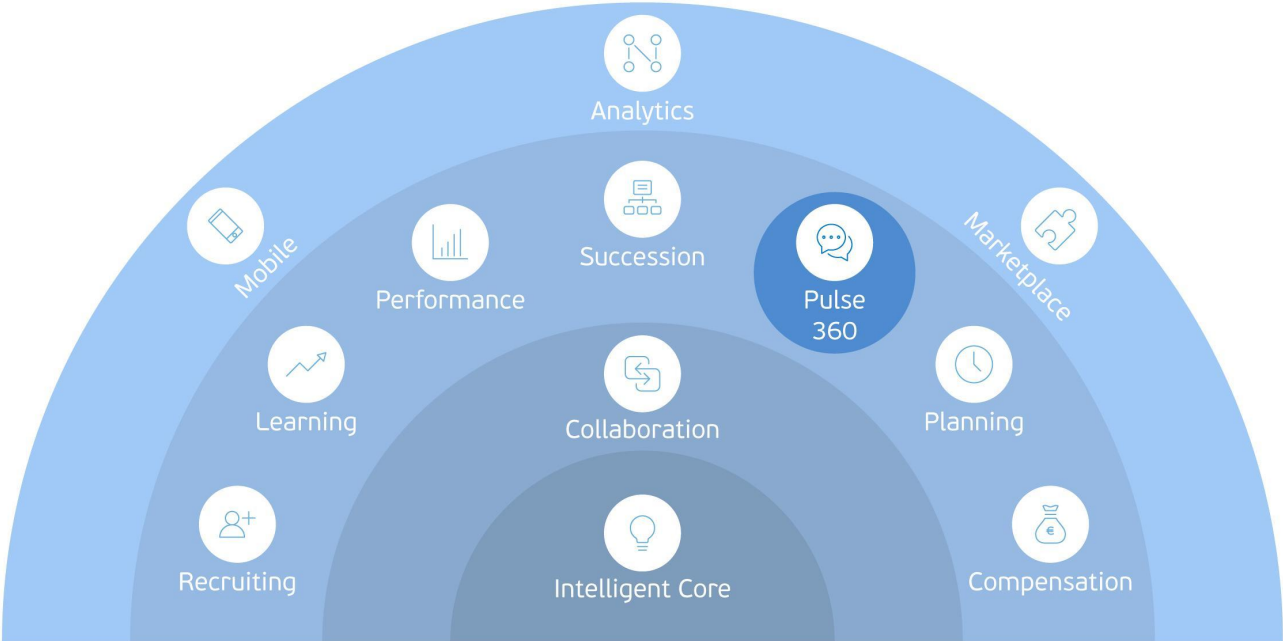 Analytics
Mobile
Marketplace
Succession
Performance
Pulse
360
Learning
Collaboration
Planning
Recruiting
Intelligent Core
Compensation
€